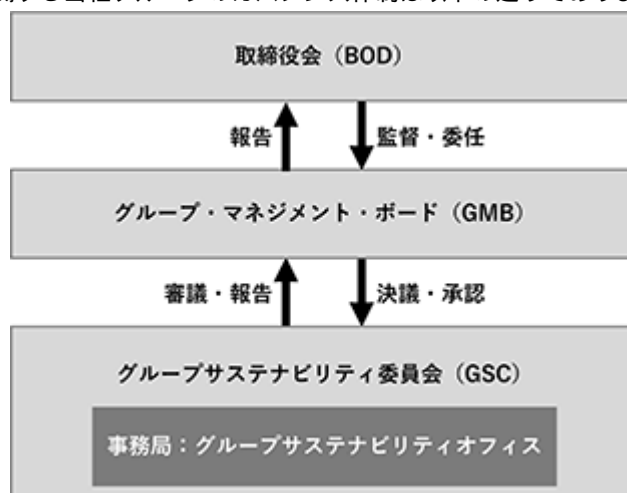 取締役会（BOD）
報告
監督・委任
グループ・マネジメント・ボード（GMB）
審議・報告
決議・承認
グループサステナビリティ委員会（GSC）
事務局：グループサステナビリティオフィス